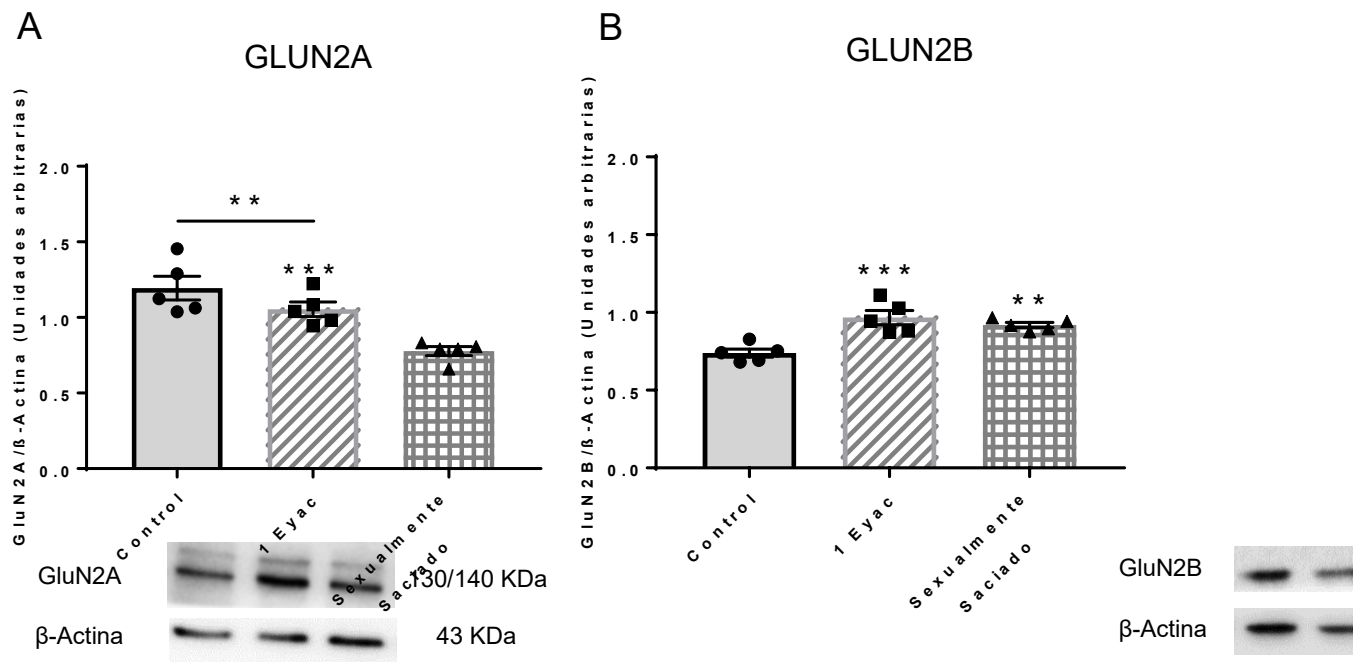 A
GLUN2A
GluN2A/ß-Actina (Unidades arbitrarias)
2.0
1.5
1.0
0.5
0.0
**
***
Control
1 Eyac
Sexualmente
Saciado
GluN2A
130/140 KDa
β-Actina
43 KDa
B
GLUN2B
GluN2B/ß-Actina (Unidades arbitrarias)
2.0
1.5
1.0
0.5
0.0
***
**
Control
1 Eyac
Sexualmente
Saciado
GluN2B
β-Actina